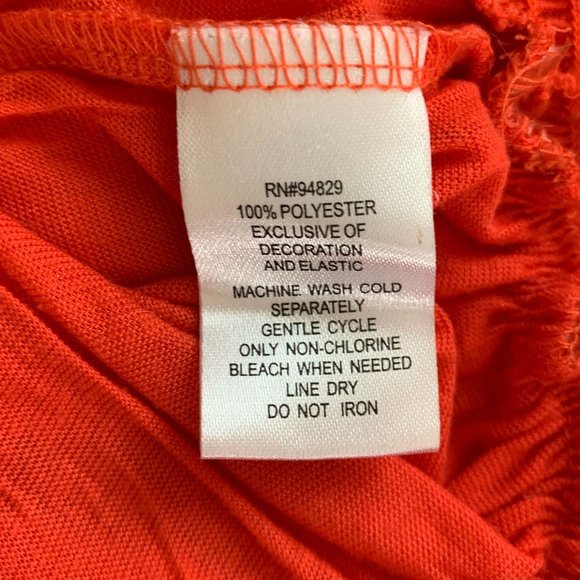 RN#94829
100% POLYESTER
EXCLUSIVE OF
DECORATION
AND ELASTIC
MACHINE WASH COLD
SEPARATELY
GENTLE CYCLE
ONLY NON-CHLORINE
BLEACH WHEN NEEDED
LINE DRY
DO NOT IRON